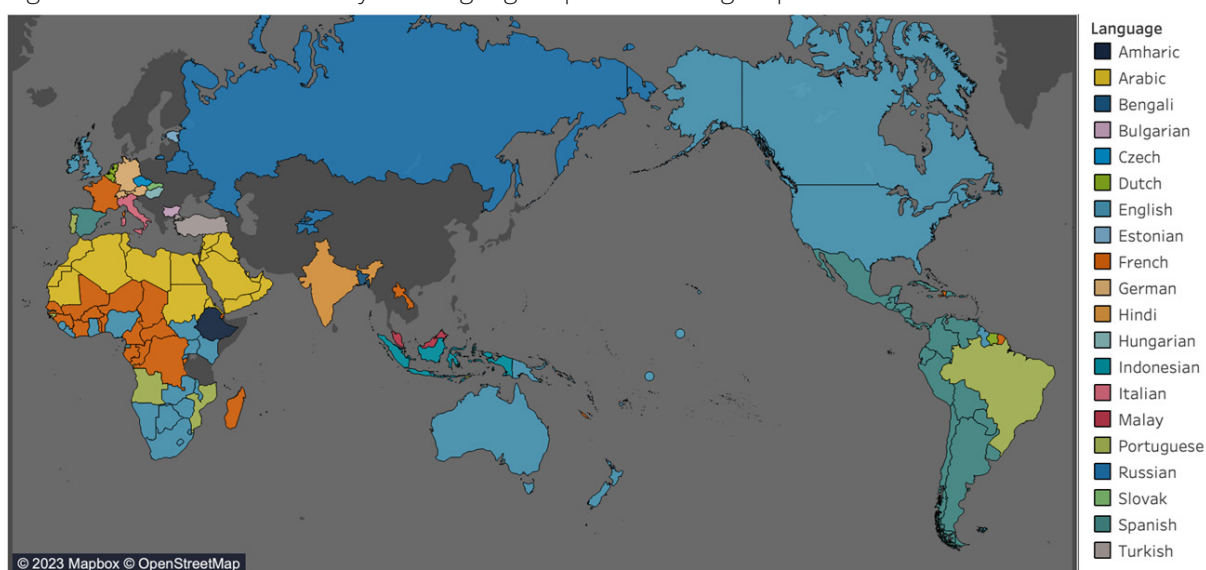 Language
Amharic
Arabic
Bengali
Bulgarian
Czech
Dutch
English
Estonian
French
German
Hindi
Hungarian
Indonesian
Italian
Malay
Portuguese
Russian
Slovak
Spanish
Turkish
© 2023 Mapbox © OpenStreetMap